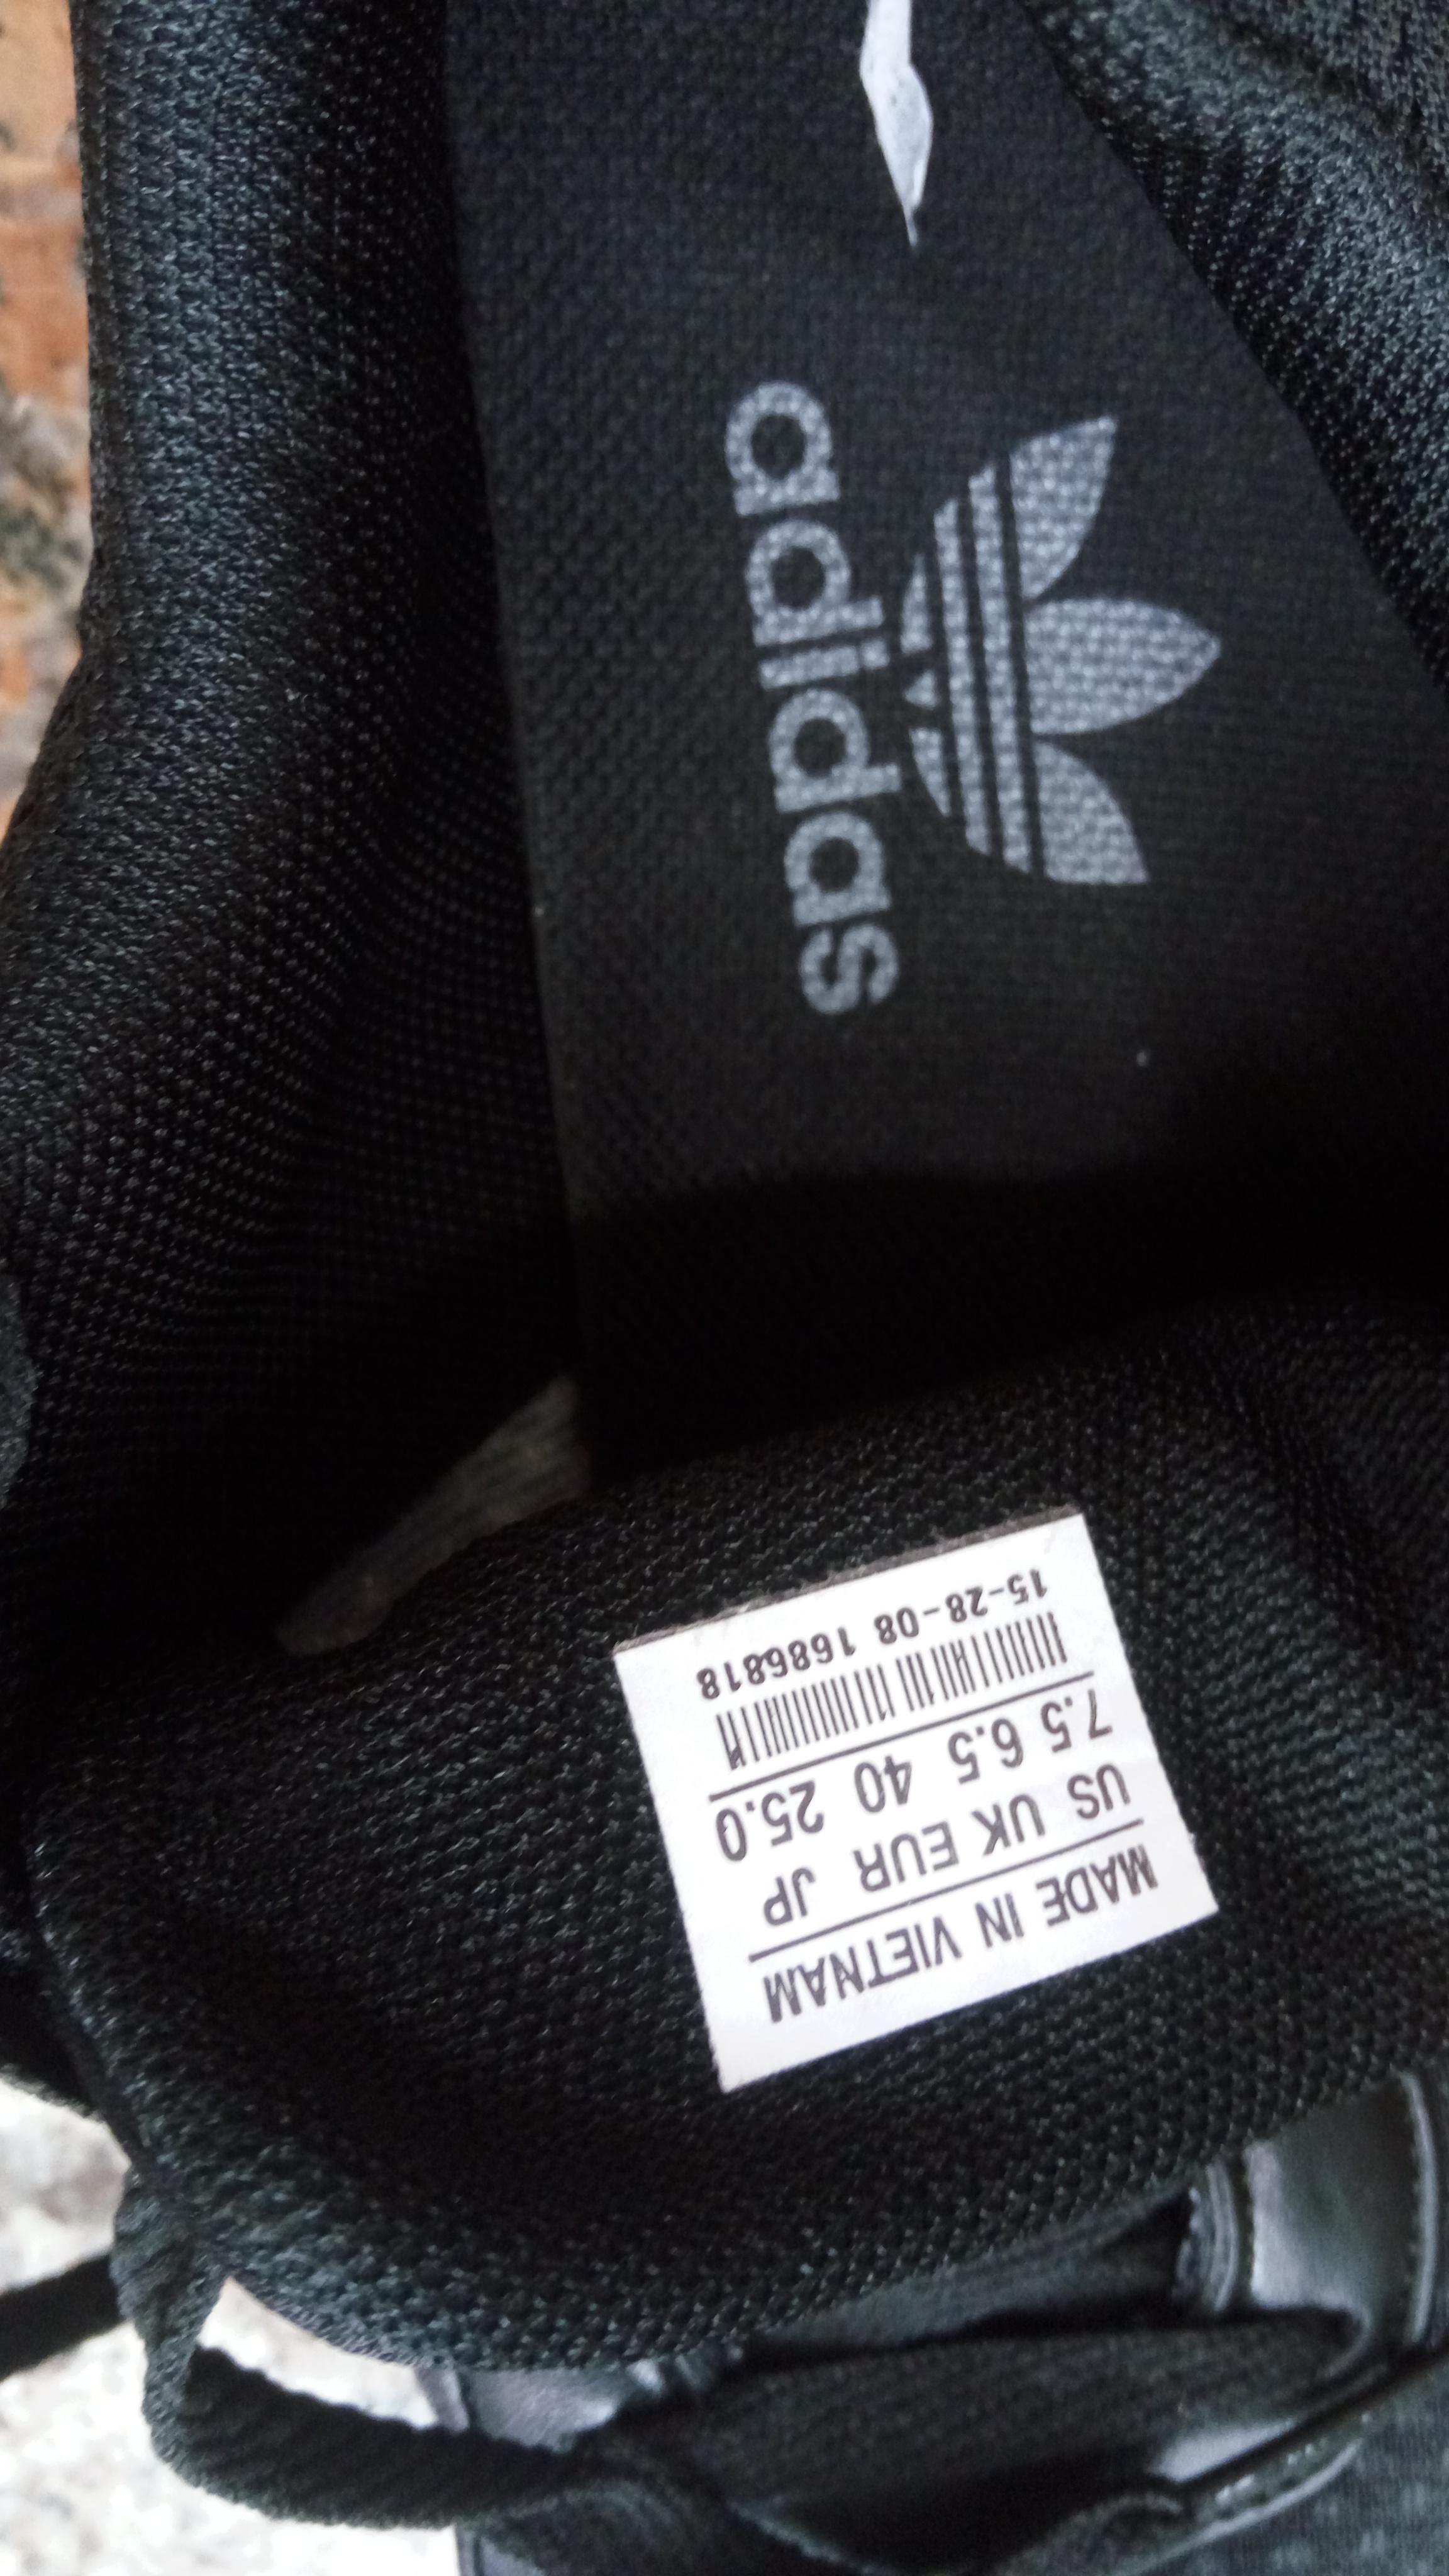 adidas
MADE IN VIETNAM
US UK EUR JP
7.5 6.5 40 25.0
15-28-08 1686818